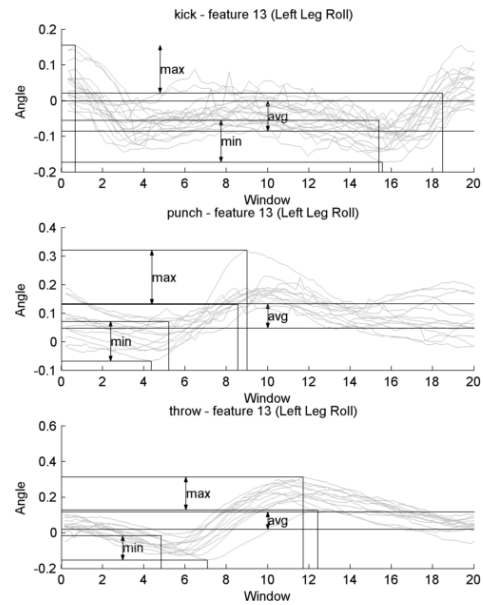 kick - feature 13 (Left Leg Roll)
0.2
0.1
0
-0.1
-0.2
Angle
max
avg
min
0 2 4 6 8 10 12 14 16 18 20
Window
punch - feature 13 (Left Leg Roll)
0.4
0.3
0.2
0.1
0
-0.1
Angle
max
avg
min
0 2 4 6 8 10 12 14 16 18 20
Window
throw - feature 13 (Left Leg Roll)
0.6
0.4
0.2
0
-0.2
Angle
max
avg
min
0 2 4 6 8 10 12 14 16 18 20
Window